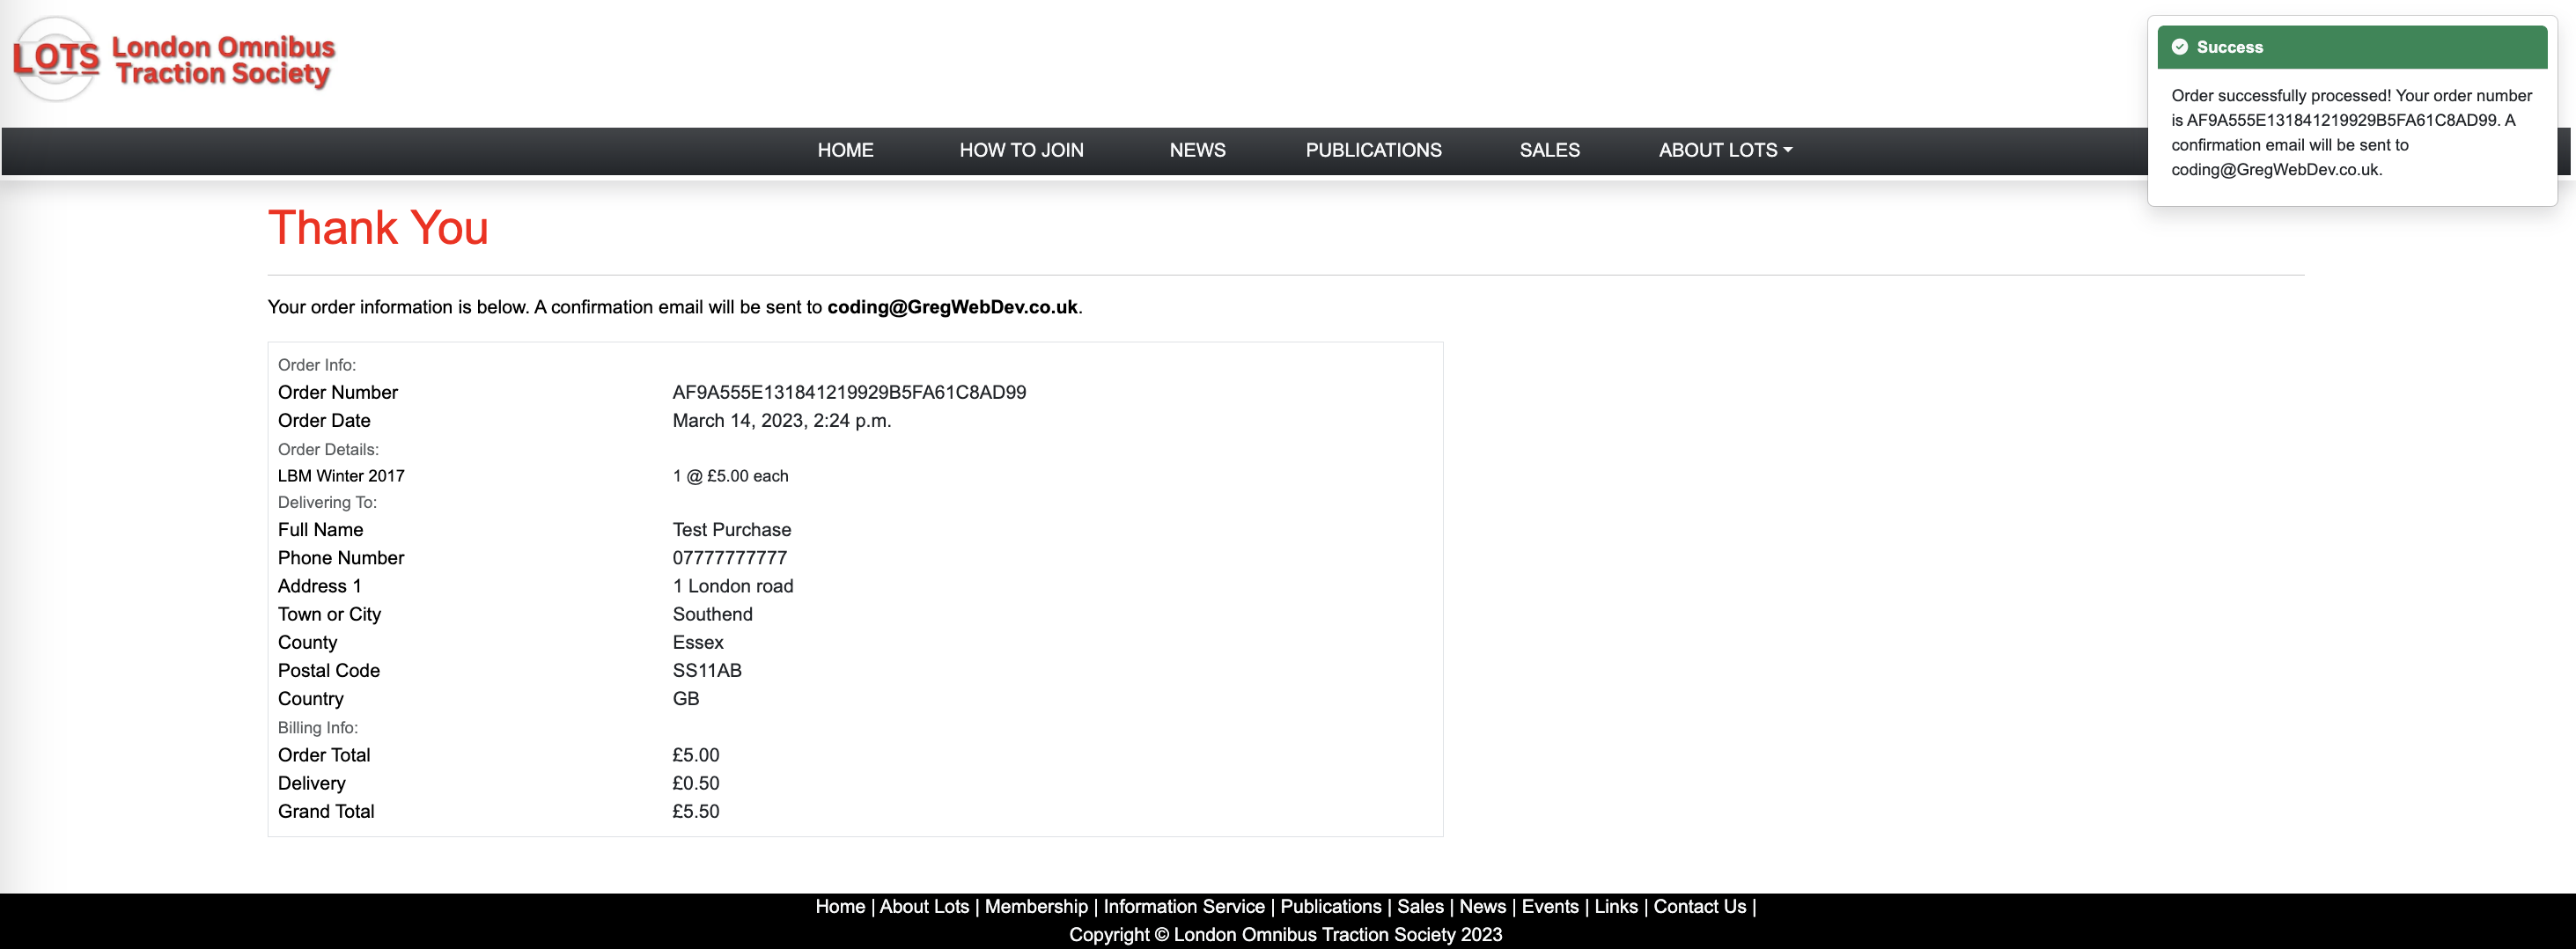 LOTS London Omnibus
Traction Society
Success
Order successfully processed! Your order number
is AF9A555E131841219929B5FA61C8AD99. A
confirmation email will be sent to
coding@GregWebDev.co.uk.
HOME HOW TO JOIN NEWS PUBLICATIONS SALES ABOUT LOTS
Thank You
Your order information is below. A confirmation email will be sent to coding@GregWebDev.co.uk.
Order Info:
Order Number AF9A555E131841219929B5FA61C8AD99
Order Date March 14, 2023, 2:24 p.m.
Order Details:
LBM Winter 2017 1 @ £5.00 each
Delivering To:
Full Name Test Purchase
Phone Number 07777777777
Address 1 1 London road
Town or City Southend
County Essex
Postal Code SS11AB
Country GB
Billing Info:
Order Total £5.00
Delivery £0.50
Grand Total £5.50
Home | About Lots | Membership | Information Service | Publications | Sales | News | Events | Links | Contact Us |
Copyright © London Omnibus Traction Society 2023